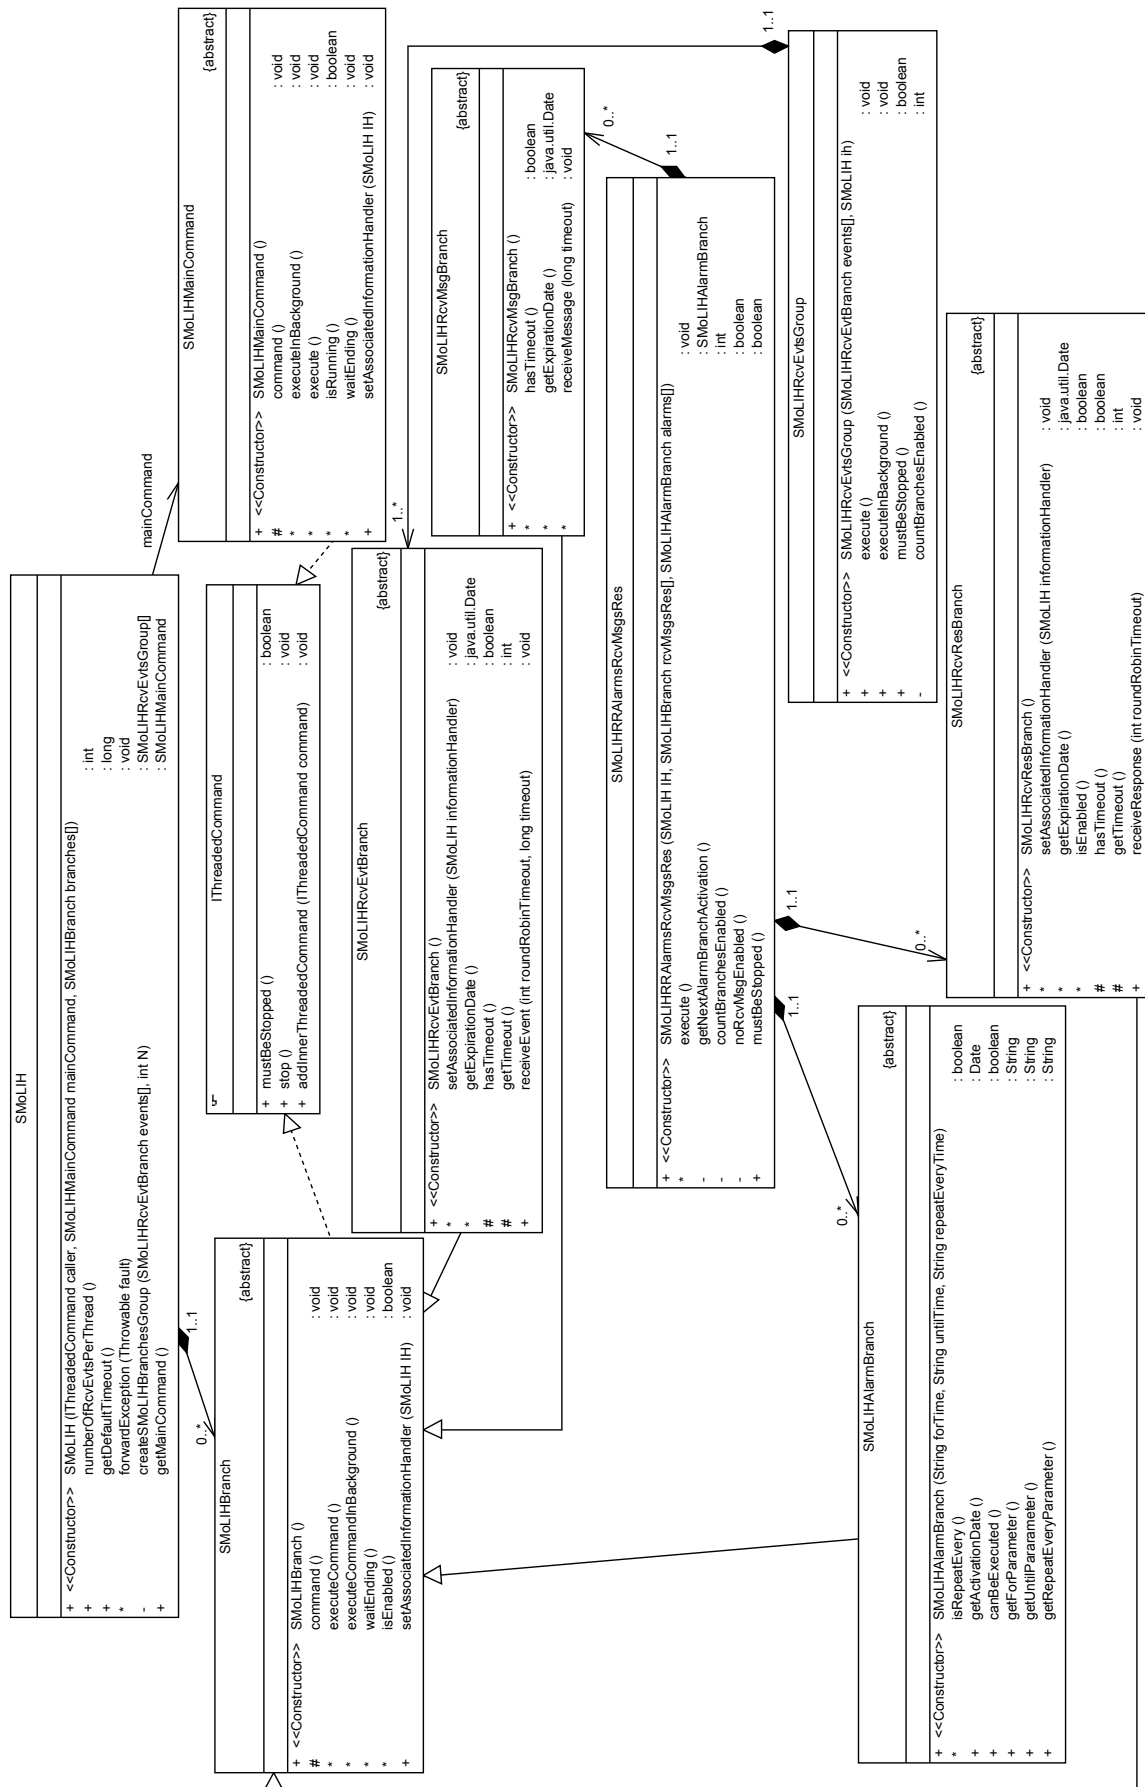 SMoLIH
+ <<Constructor>> SMoLIH (IThreadedCommand caller, SMoLIHMainCommand mainCommand, SMoLIHBranch branches[])
+ numberOfRcvEvtsPerThread () : int
+ getDefaultTimeout () : long
* forwardException (Throwable fault) : void
- createSMoLIHBranchesGroup (SMoLIHRcvEvtBranch events[], int N) : SMoLIHRcvEvtsGroup[]
+ getMainCommand () : SMoLIHMainCommand
1..1
0..*
mainCommand
SMoLIHMainCommand
{abstract}
+ <<Constructor>> SMoLIHMainCommand ()
# command () : void
* executeInBackground () : void
* execute () : void
* isRunning () : boolean
* waitEnding () : void
+ setAssociatedInformationHandler (SMoLIH IH) : void
IThreadedCommand
+ mustBeStopped () : boolean
+ stop () : void
+ addInnerThreadedCommand (IThreadedCommand command) : void
SMoLIHBranch
{abstract}
+ <<Constructor>> SMoLIHBranch ()
# command () : void
* executeCommand () : void
* executeCommandInBackground () : void
* waitEnding () : void
* isEnabled () : boolean
+ setAssociatedInformationHandler (SMoLIH IH) : void
SMoLIHRcvEvtBranch
{abstract}
+ <<Constructor>> SMoLIHRcvEvtBranch ()
* setAssociatedInformationHandler (SMoLIH informationHandler) : void
* getExpirationDate () : java.util.Date
# hasTimeout () : boolean
# getTimeout () : int
+ receiveEvent (int roundRobinTimeout, long timeout) : void
1..*
SMoLIHRcvMsgBranch
{abstract}
+ <<Constructor>> SMoLIHRcvMsgBranch ()
* hasTimeout () : boolean
* getExpirationDate () : java.util.Date
* receiveMessage (long timeout) : void
0..*
1..1
SMoLIHRRAlarmsRcvMsgsRes
+ <<Constructor>> SMoLIHRRAlarmsRcvMsgsRes (SMoLIH IH, SMoLIHBranch rcvMsgsRes[], SMoLIHAlarmBranch alarms[])
* execute () : void
- getNextAlarmBranchActivation () : SMoLIHAlarmBranch
- countBranchesEnabled () : int
- noRcvMsgEnabled () : boolean
+ mustBeStopped () : boolean
1..1
1..1
0..*
0..*
1..1
SMoLIHRcvEvtsGroup
+ <<Constructor>> SMoLIHRcvEvtsGroup (SMoLIHRcvEvtBranch events[], SMoLIH ih)
+ execute () : void
+ executeInBackground () : void
+ mustBeStopped () : boolean
- countBranchesEnabled () : int
SMoLIHAlarmBranch
{abstract}
+ <<Constructor>> SMoLIHAlarmBranch (String forTime, String untilTime, String repeatEveryTime)
* isRepeatEvery () : boolean
+ getActivationDate () : Date
+ canBeExecuted () : boolean
+ getForParameter () : String
+ getUntilPararameter () : String
+ getRepeatEveryParameter () : String
SMoLIHRcvResBranch
{abstract}
+ <<Constructor>> SMoLIHRcvResBranch ()
* setAssociatedInformationHandler (SMoLIH informationHandler) : void
* getExpirationDate () : java.util.Date
* isEnabled () : boolean
# hasTimeout () : boolean
# getTimeout () : int
+ receiveResponse (int roundRobinTimeout) : void